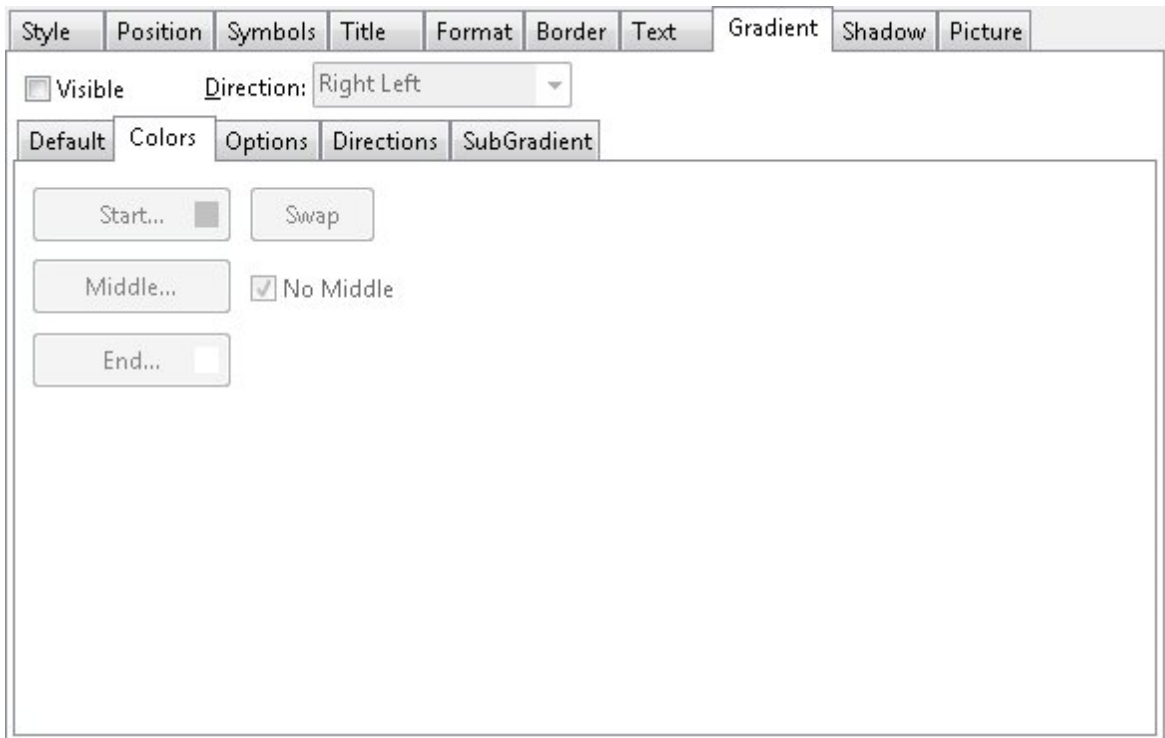 Style Position Symbols Title Format Border Text Gradient Shadow Picture
Visible Direction: Right Left
Default Colors Options Directions SubGradient
Start... Swap
Middle... No Middle
End...